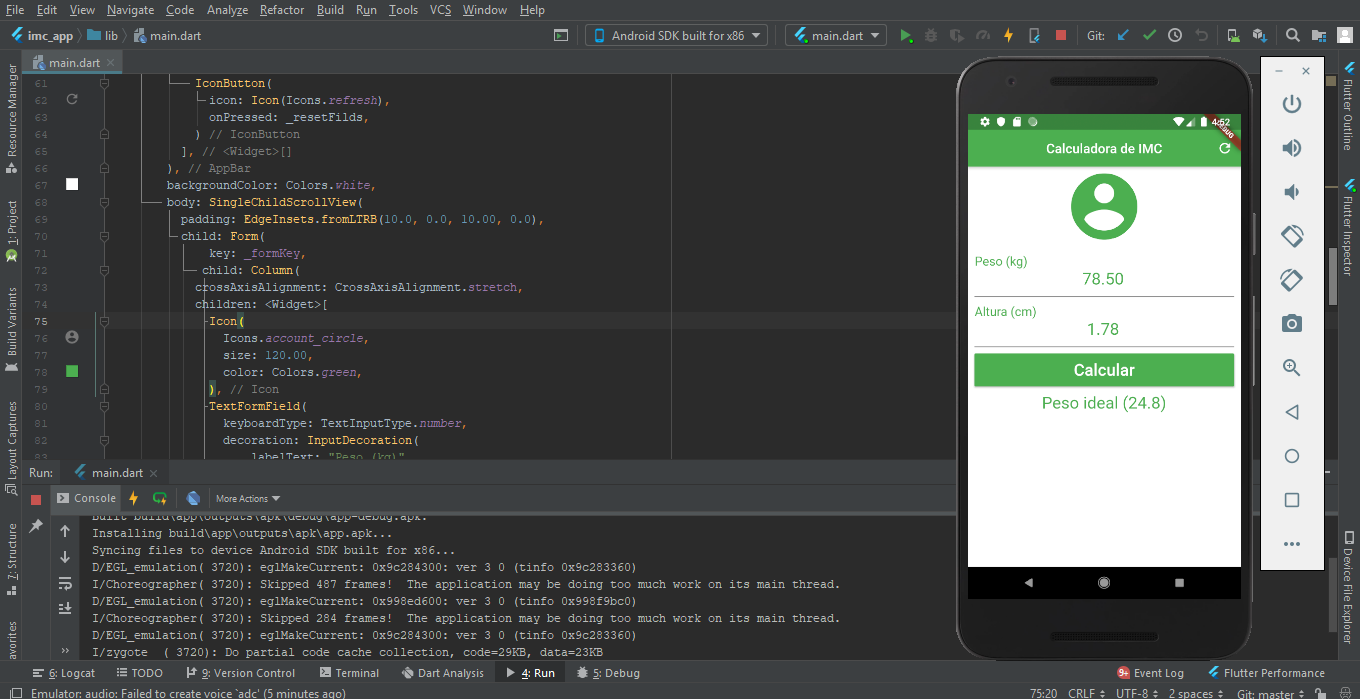 File Edit View Navigate Code Analyze Refactor Build Run Tools VCS Window Help
imc_app lib main.dart Android SDK built for x86 main.dart Git:
main.dart
61 IconButton(
62 icon: Icon(Icons.refresh),
63 onPressed: _resetFilds,
64 ) // IconButton
65 ], // <Widget>[]
66 ), // AppBar
67 backgroundColor: Colors.white,
68 body: SingleChildScrollView(
69 padding: EdgeInsets.fromLTRB(10.0, 0.0, 10.00, 0.0),
70 child: Form(
71 key: _formKey,
72 child: Column(
73 crossAxisAlignment: CrossAxisAlignment.stretch,
74 children: <Widget>[
75 Icon(
76 Icons.account_circle,
77 size: 120.00,
78 color: Colors.green,
79 ), // Icon
80 TextFormField(
81 keyboardType: TextInputType.number,
82 decoration: InputDecoration(
83 labelText: "Peso (kg)"
Resource Manager
1: Project
Build Variants
Layout Captures
7: Structure
avorites
4:52
DEBUG
Calculadora de IMC
Peso (kg)
78.50
Altura (cm)
1.78
Calcular
Peso ideal (24.8)
Flutter Outline
Flutter Inspector
Device File Explorer
Run: main.dart
Console More Actions
Built build\app\outputs\apk\debug\app-debug.apk.
Installing build\app\outputs\apk\app.apk...
Syncing files to device Android SDK built for x86...
D/EGL_emulation( 3720): eglMakeCurrent: 0x9c284300: ver 3 0 (tinfo 0x9c283360)
I/Choreographer( 3720): Skipped 487 frames!  The application may be doing too much work on its main thread.
D/EGL_emulation( 3720): eglMakeCurrent: 0x998ed600: ver 3 0 (tinfo 0x998f9bc0)
I/Choreographer( 3720): Skipped 284 frames!  The application may be doing too much work on its main thread.
D/EGL_emulation( 3720): eglMakeCurrent: 0x9c284300: ver 3 0 (tinfo 0x9c283360)
I/zygote  ( 3720): Do partial code cache collection, code=29KB, data=23KB
6: Logcat TODO 9: Version Control Terminal Dart Analysis 4: Run 5: Debug 9+ Event Log Flutter Performance
Emulator: audio: Failed to create voice `adc' (5 minutes ago) 75:20 CRLF UTF-8 2 spaces Git: master